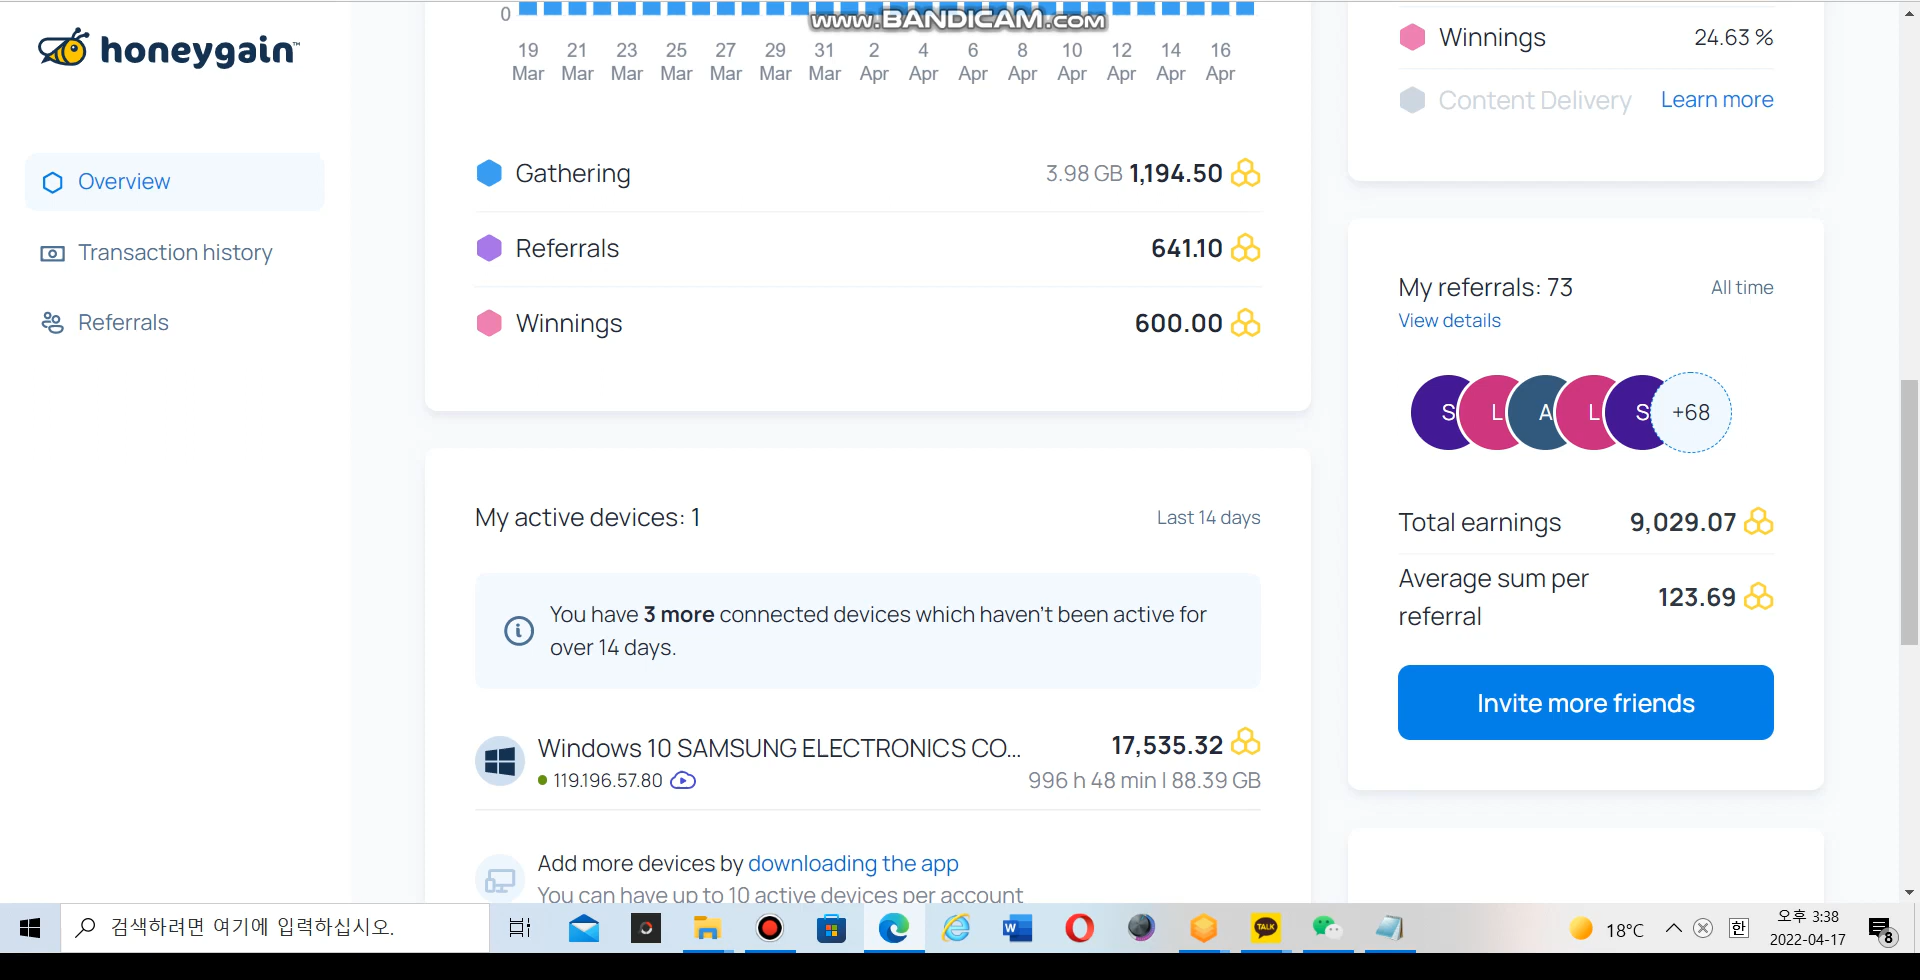 www.BANDICAM.com
honeygain™
Overview
Transaction history
Referrals
0
19 Mar
21 Mar
23 Mar
25 Mar
27 Mar
29 Mar
31 Mar
2 Apr
4 Apr
6 Apr
8 Apr
10 Apr
12 Apr
14 Apr
16 Apr
Gathering 3.98 GB 1,194.50
Referrals 641.10
Winnings 600.00
My active devices: 1 Last 14 days
You have 3 more connected devices which haven't been active for
over 14 days.
Windows 10 SAMSUNG ELECTRONICS CO... 17,535.32
119.196.57.80 996 h 48 min | 88.39 GB
Add more devices by downloading the app
You can have up to 10 active devices per account
Winnings 24.63 %
Content Delivery Learn more
My referrals: 73 All time
View details
S L A L S +68
Total earnings 9,029.07
Average sum per
referral 123.69
Invite more friends
검색하려면 여기에 입력하십시오.
W
TALK
18°C
한
오후 3:38
2022-04-17
8